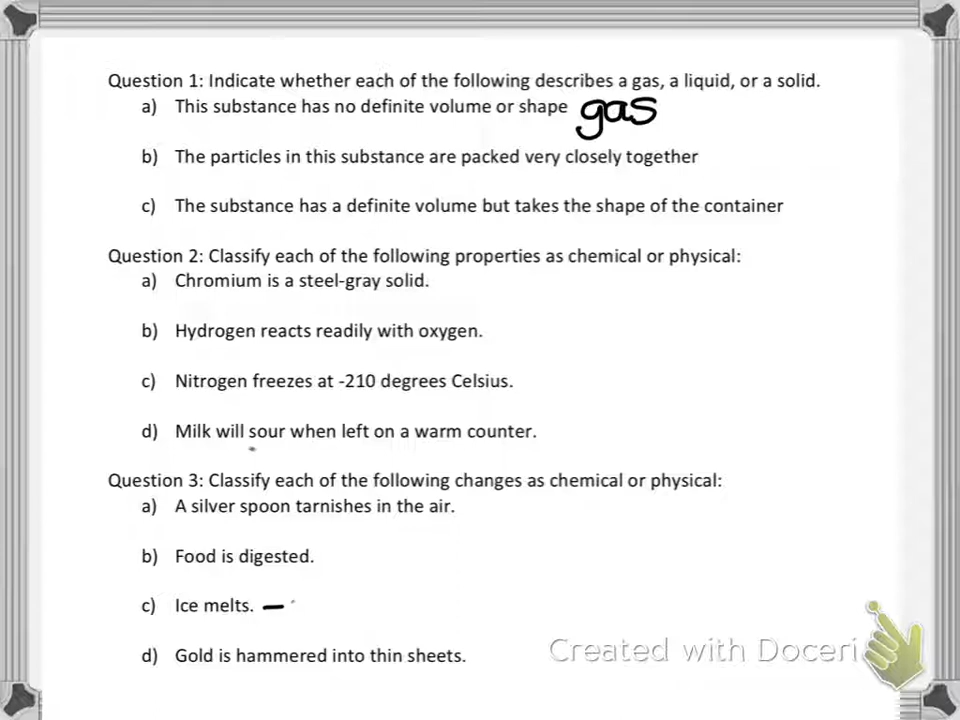 Question 1: Indicate whether each of the following describes a gas, a liquid, or a solid.
a) This substance has no definite volume or shape gas
b) The particles in this substance are packed very closely together
c) The substance has a definite volume but takes the shape of the container
Question 2: Classify each of the following properties as chemical or physical:
a) Chromium is a steel-gray solid.
b) Hydrogen reacts readily with oxygen.
c) Nitrogen freezes at -210 degrees Celsius.
d) Milk will sour when left on a warm counter.
Question 3: Classify each of the following changes as chemical or physical:
a) A silver spoon tarnishes in the air.
b) Food is digested.
c) Ice melts. –
d) Gold is hammered into thin sheets.
Created with Doceri